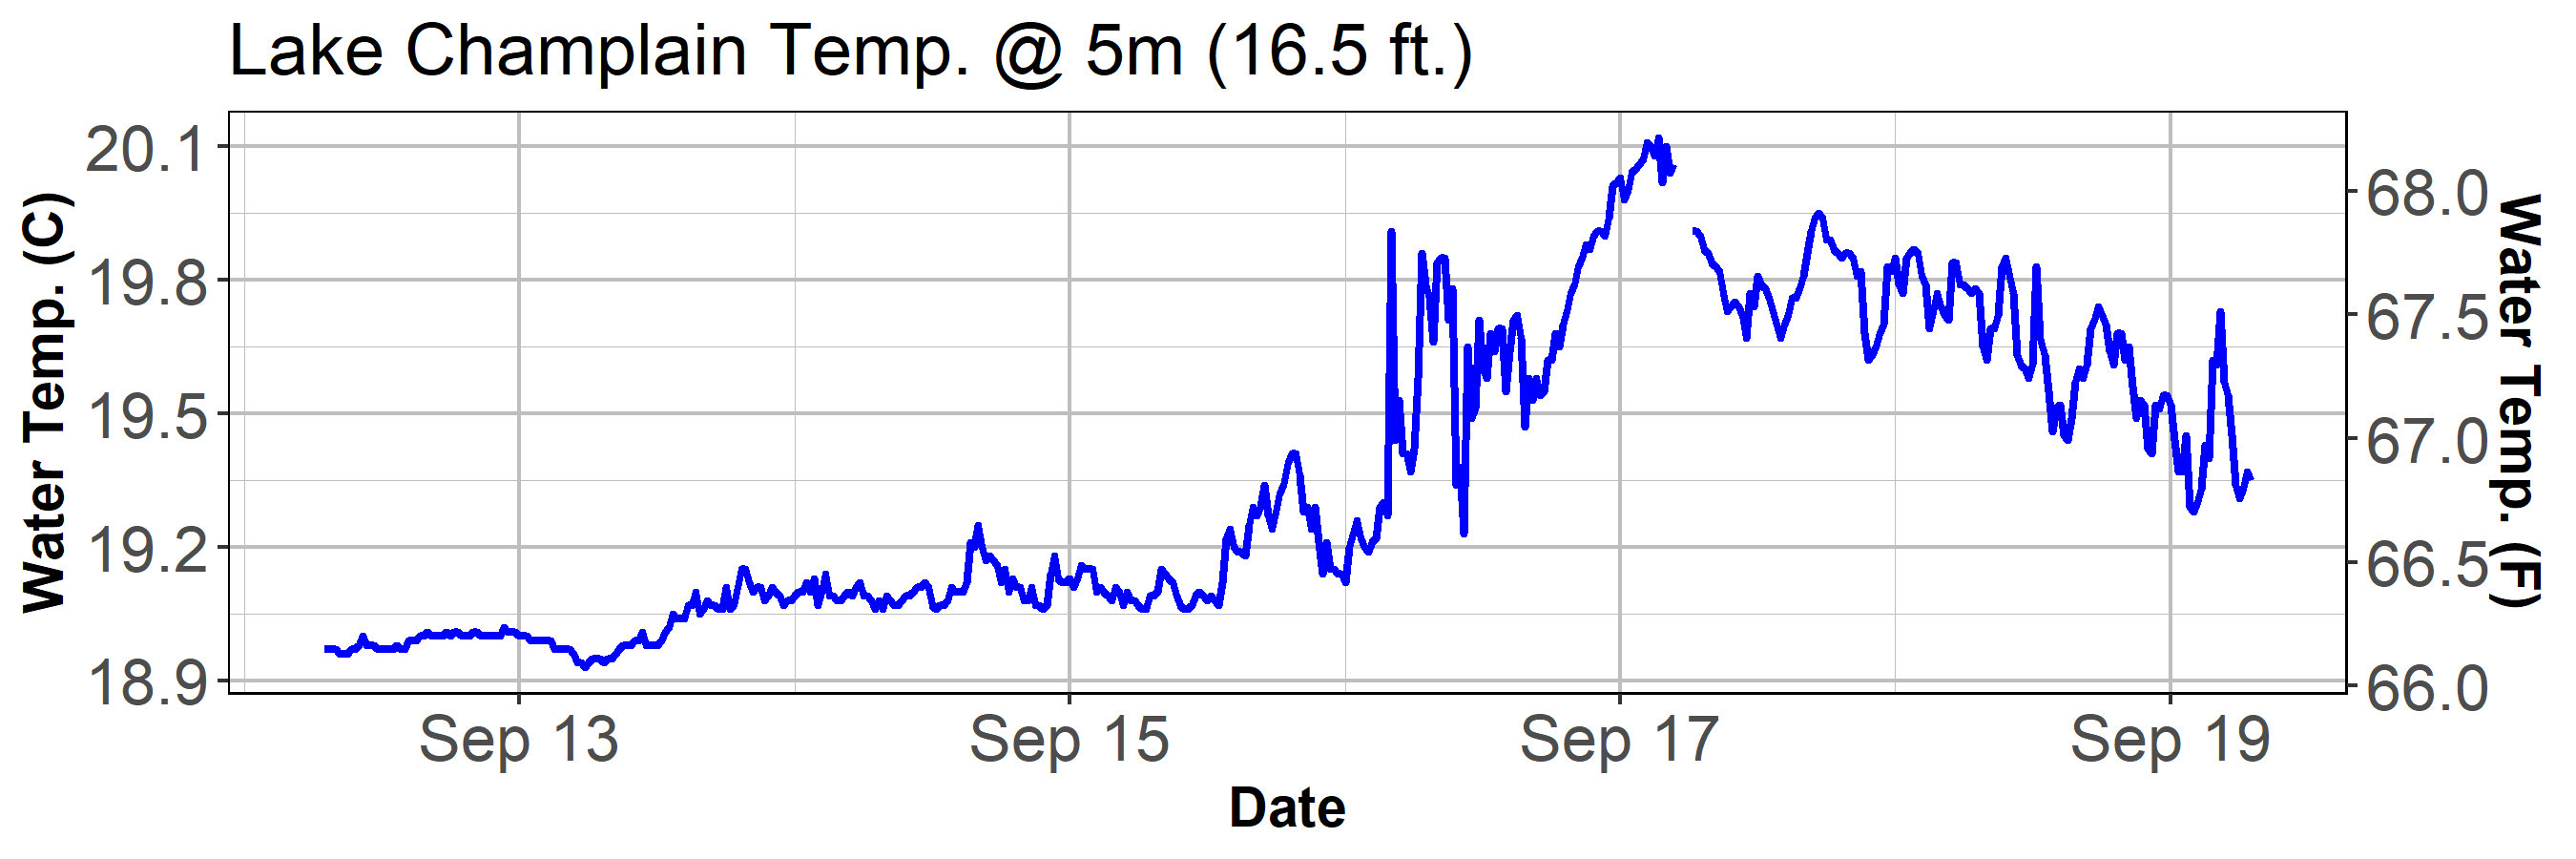 Lake Champlain Temp. @ 5m (16.5 ft.)
Water Temp. (C)
20.1
19.8
19.5
19.2
18.9
68.0
67.5
67.0
66.5
66.0
Water Temp. (F)
Sep 13 Sep 15 Sep 17 Sep 19
Date